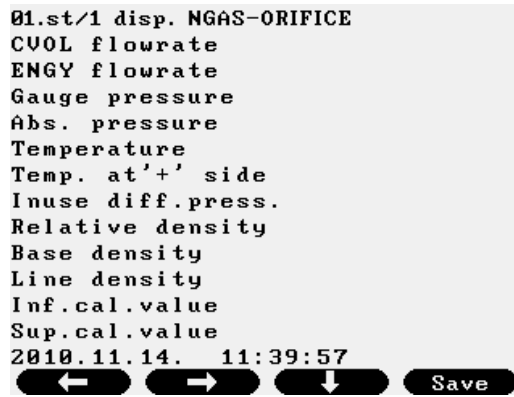 01.st/1 disp. NGAS-ORIFICE
CVOL flowrate
ENGY flowrate
Gauge pressure
Abs. pressure
Temperature
Temp. at'+' side
Inuse diff.press.
Relative density
Base density
Line density
Inf.cal.value
Sup.cal.value
2010.11.14. 11:39:57
← → ↓ Save